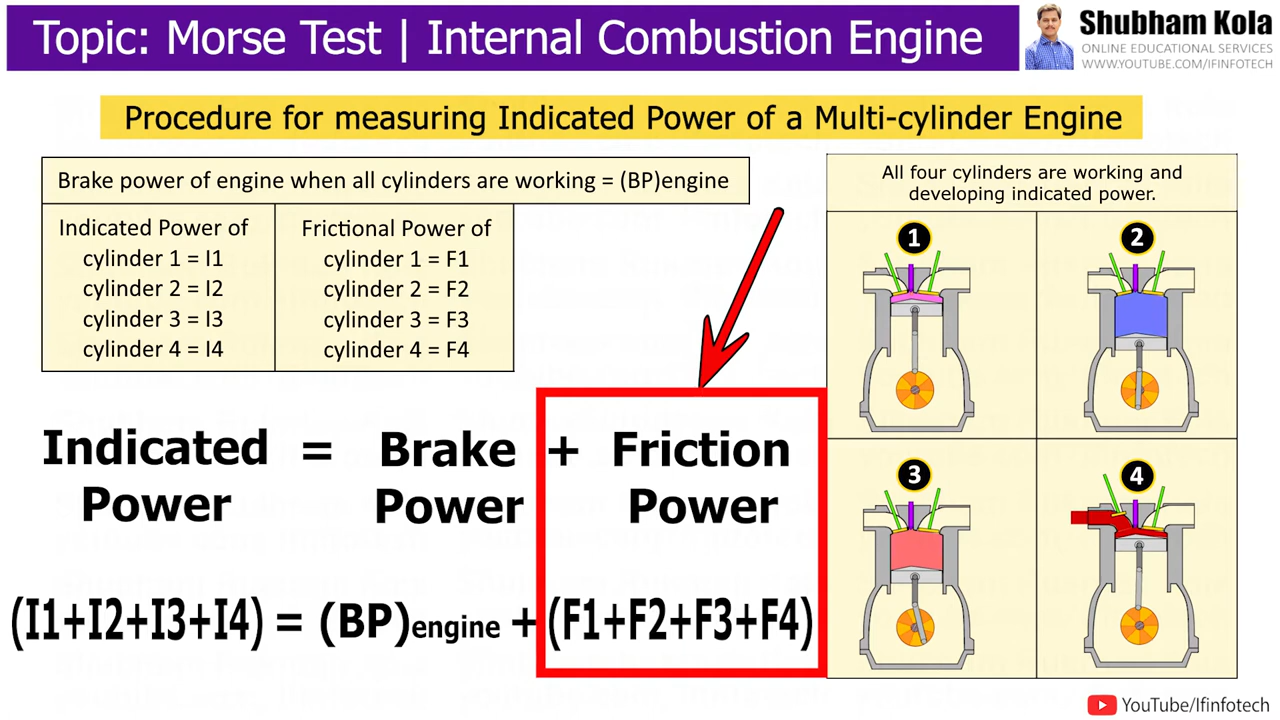 Topic: Morse Test | Internal Combustion Engine
Shubham Kola
ONLINE EDUCATIONAL SERVICES
WWW.YOUTUBE.COM/IFINFOTECH
Procedure for measuring Indicated Power of a Multi-cylinder Engine
Brake power of engine when all cylinders are working = (BP)engine
Indicated Power of
cylinder 1 = I1
cylinder 2 = I2
cylinder 3 = I3
cylinder 4 = I4
Frictional Power of
cylinder 1 = F1
cylinder 2 = F2
cylinder 3 = F3
cylinder 4 = F4
All four cylinders are working and
developing indicated power.
1
2
3
4
Indicated = Brake + Friction
Power Power Power
(I1+I2+I3+I4) = (BP)engine + (F1+F2+F3+F4)
YouTube/Ifinfotech